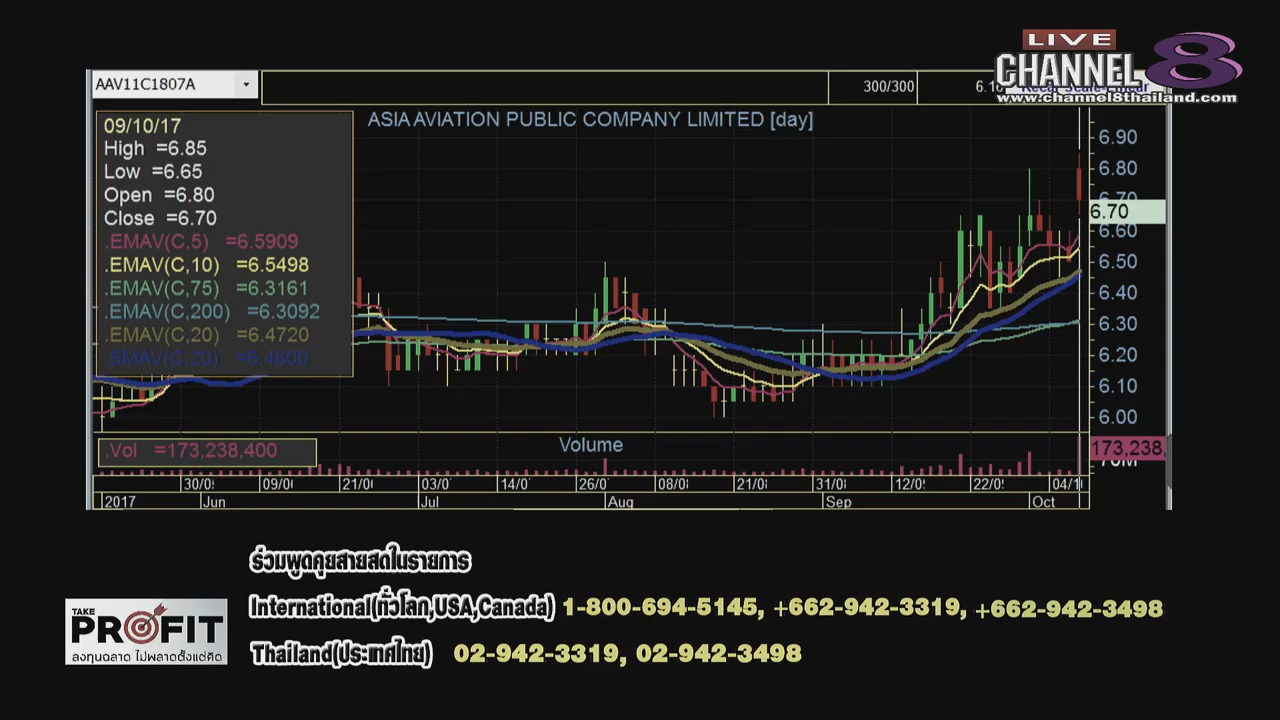 LIVE
CHANNEL 8
www.channel8thailand.com
AAV11C1807A
300/300
ASIA AVIATION PUBLIC COMPANY LIMITED [day]
09/10/17
High =6.85
Low =6.65
Open =6.80
Close =6.70
.EMAV(C,5) =6.5909
.EMAV(C,10) =6.5498
.EMAV(C,75) =6.3161
.EMAV(C,200) =6.3092
.EMAV(C,20) =6.4720
.SMAV(C,20) =6.4600
6.90
6.80
6.70
6.70
6.60
6.50
6.40
6.30
6.20
6.10
6.00
.Vol =173,238,400
Volume
173,238,
70M
30/0
09/0
21/0
03/0
14/0
26/0
08/0
21/0
31/0
12/0
22/0
04/1
2017
Jun
Jul
Aug
Sep
Oct
ร่วมพูดคุยสายสดในรายการ
International(ทั่วโลก,USA,Canada) 1-800-694-5145, +662-942-3319, +662-942-3498
Thailand(ประเทศไทย) 02-942-3319, 02-942-3498
TAKE
PROFIT
ลงทุนฉลาด ไม่พลาดตั้งแต่คิด